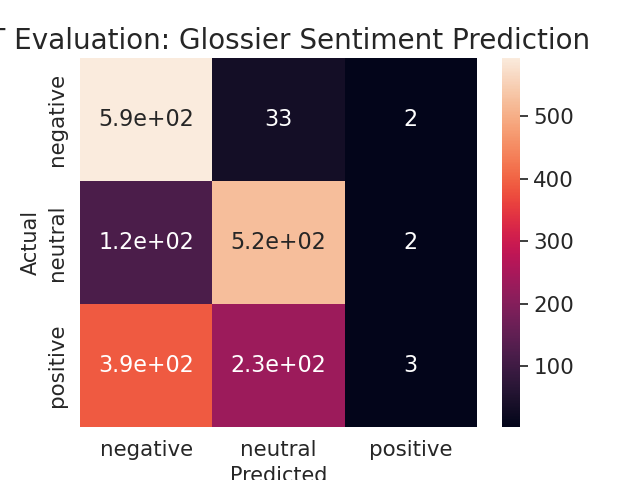 Evaluation: Glossier Sentiment Prediction
negative 5.9e+02 33 2
neutral 1.2e+02 5.2e+02 2
positive 3.9e+02 2.3e+02 3
Actual
negative neutral positive
Predicted
500
400
300
200
100